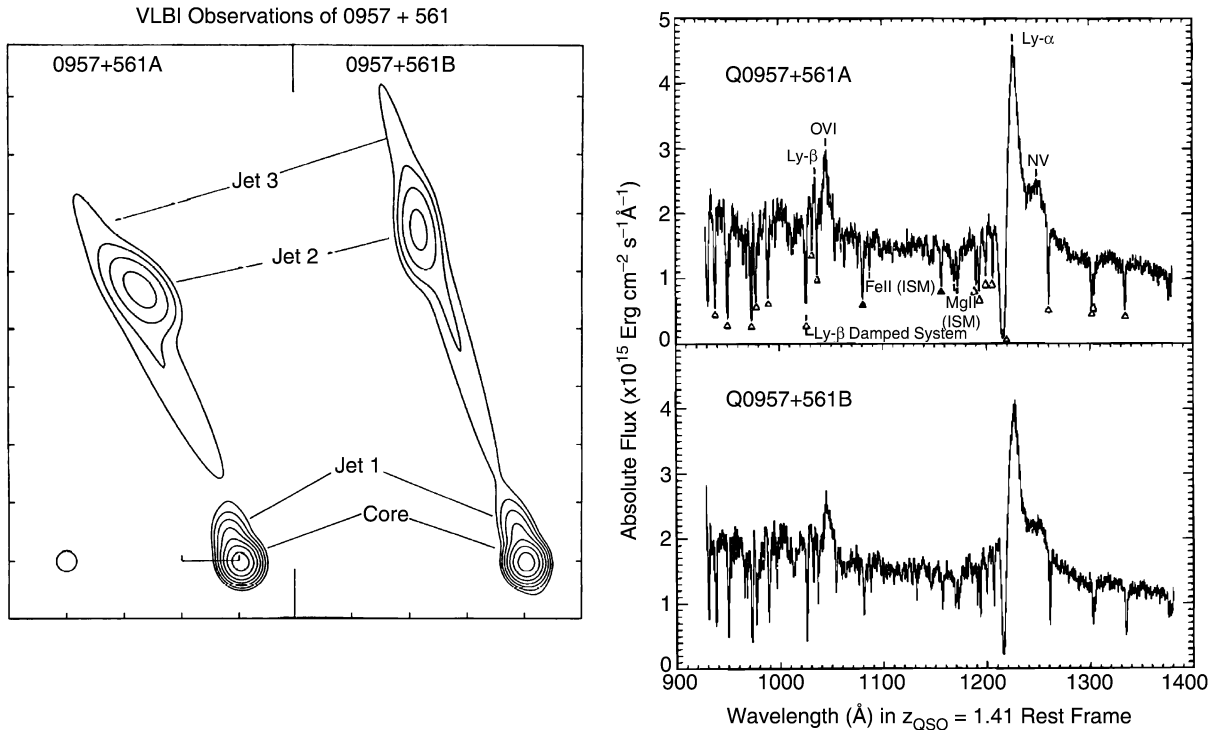 VLBI Observations of 0957 + 561
0957+561A
0957+561B
Jet 3
Jet 2
Jet 1
Core
Absolute Flux (x10¹⁵ Erg cm⁻² s⁻¹Å⁻¹)
5
4
3
2
1
0
Q0957+561A
Ly-α
OVI
Ly-β
NV
FeII (ISM)
MgII
(ISM)
Ly-β Damped System
4
3
2
1
0
Q0957+561B
900 1000 1100 1200 1300 1400
Wavelength (Å) in zQSO = 1.41 Rest Frame